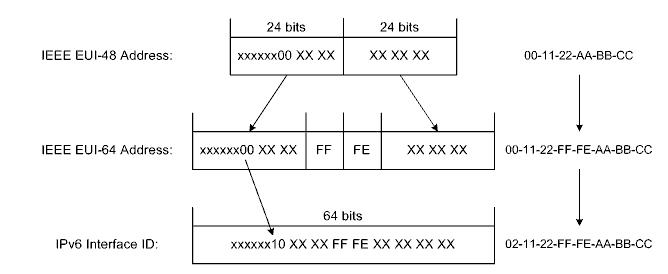 24 bits 24 bits
IEEE EUI-48 Address: xxxxxx00 XX XX XX XX XX 00-11-22-AA-BB-CC
IEEE EUI-64 Address: xxxxxx00 XX XX FF FE XX XX XX 00-11-22-FF-FE-AA-BB-CC
64 bits
IPv6 Interface ID: xxxxxx10 XX XX FF FE XX XX XX XX XX 02-11-22-FF-FE-AA-BB-CC